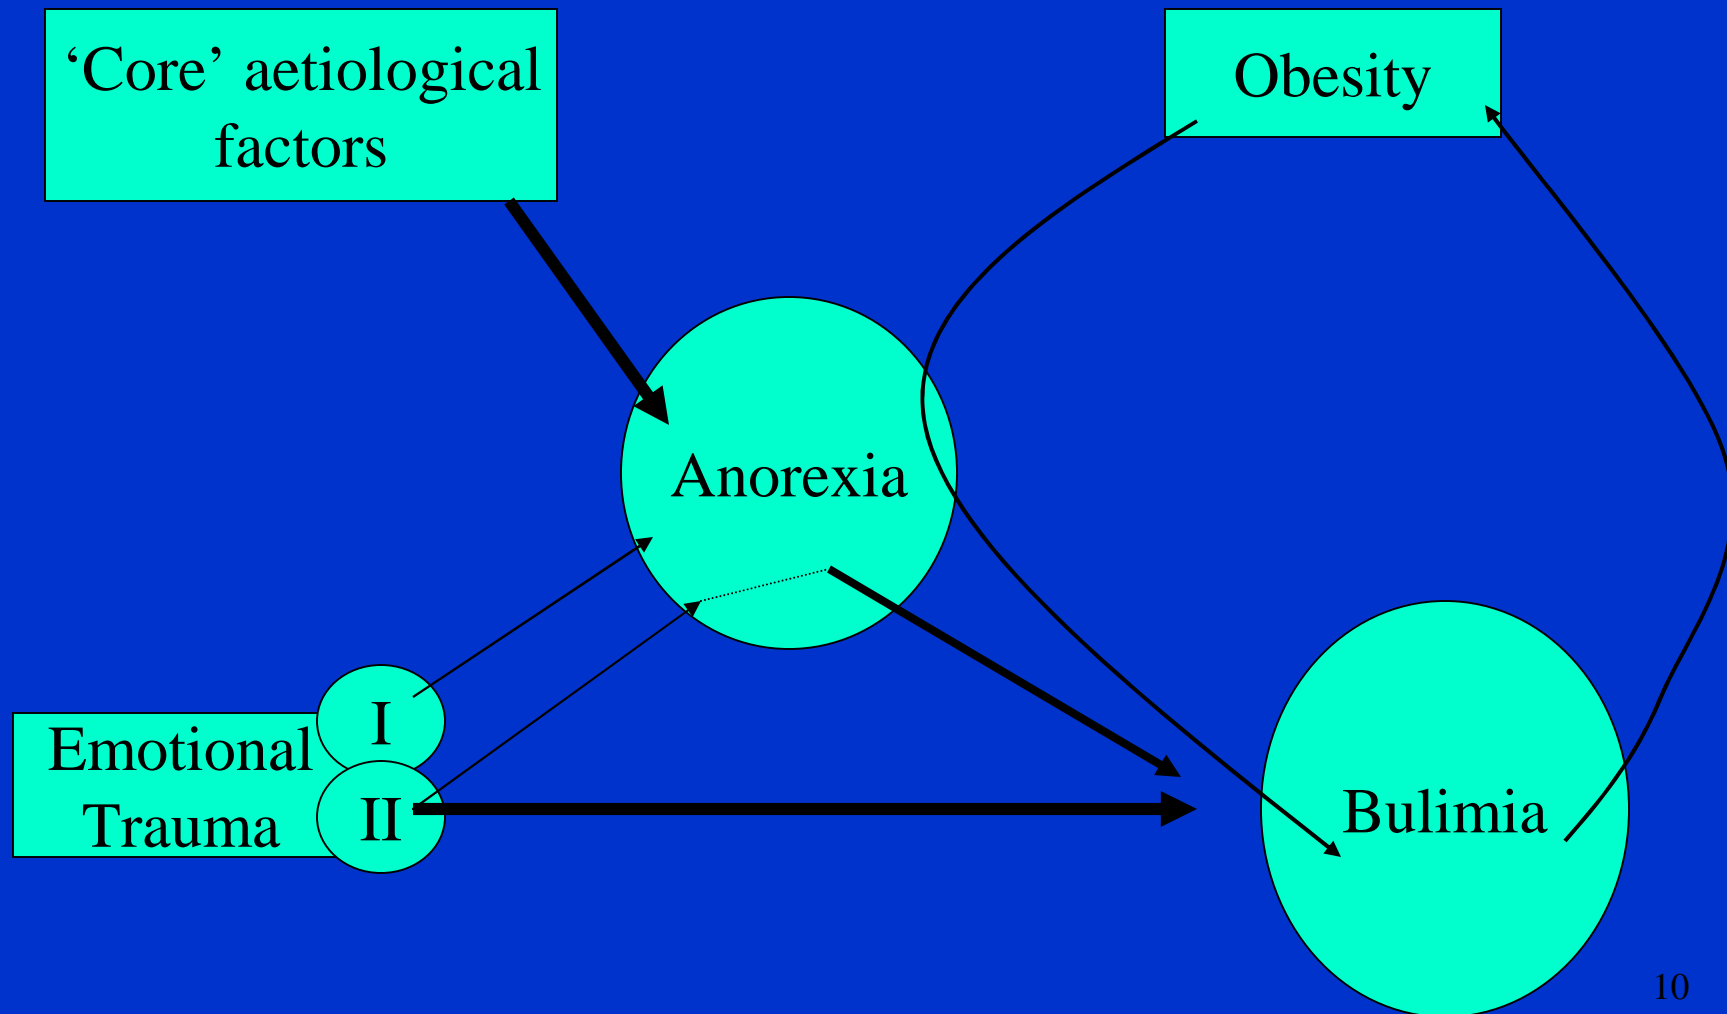 ‘Core’ aetiological
factors
Obesity
Anorexia
I
Emotional
Trauma
II
Bulimia
10